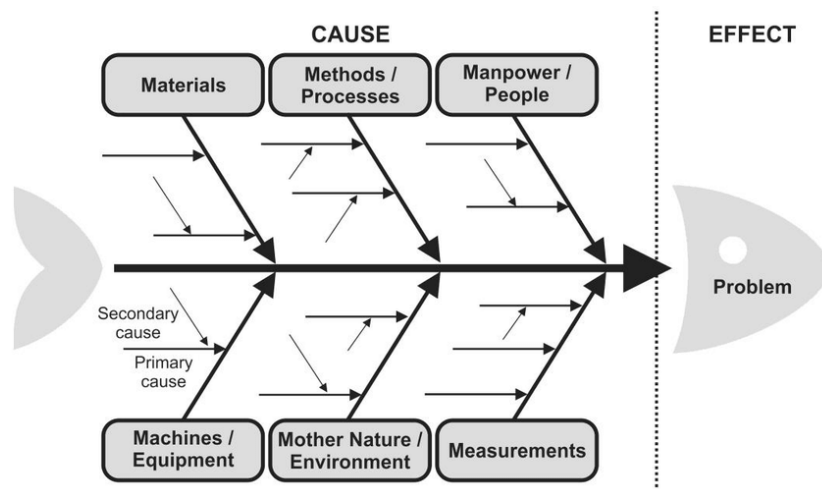 CAUSE
EFFECT
Materials
Methods /
Processes
Manpower /
People
Problem
Secondary
cause
Primary
cause
Machines /
Equipment
Mother Nature /
Environment
Measurements